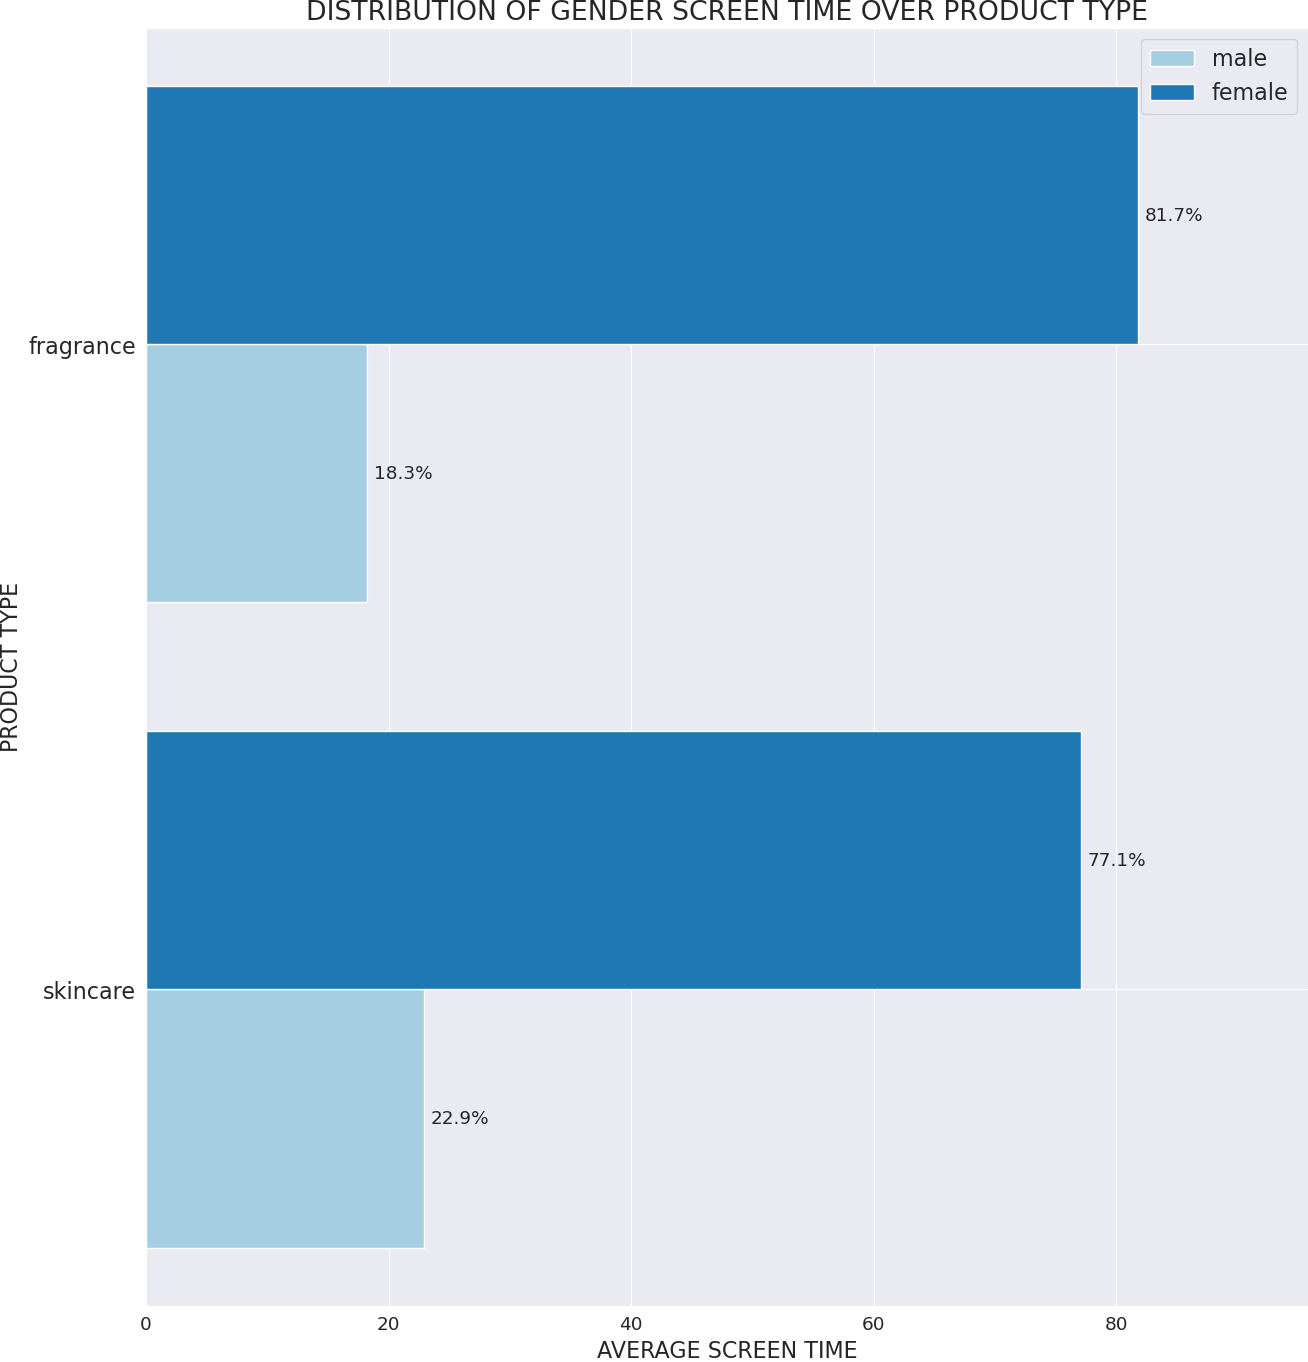 DISTRIBUTION OF GENDER SCREEN TIME OVER PRODUCT TYPE
male
female
81.7%
fragrance
18.3%
PRODUCT TYPE
77.1%
skincare
22.9%
0 20 40 60 80
AVERAGE SCREEN TIME